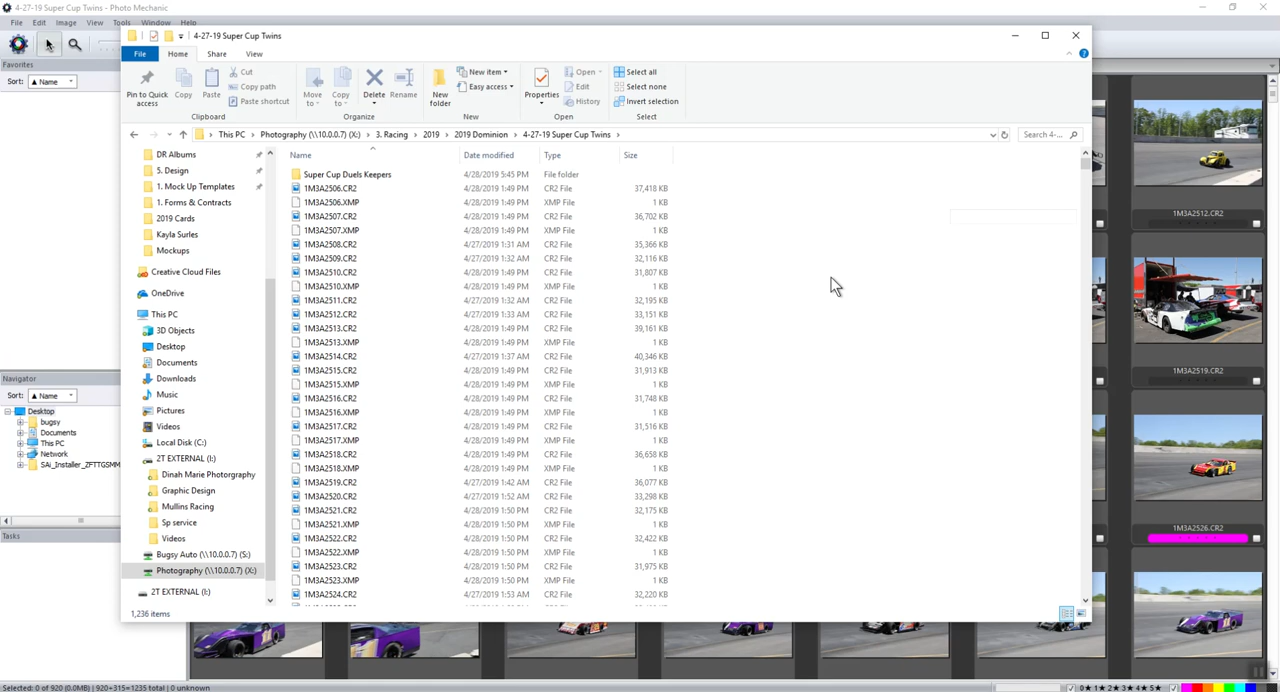 4-27-19 Super Cup Twins - Photo Mechanic
File Edit Image View Tools Window Help
Favorites
Sort: ▲ Name
Navigator
Sort: ▲ Name
Desktop
bugsy
Documents
This PC
Network
SAi_Installer_ZFTTGSMM
Tasks
4-27-19 Super Cup Twins
File Home Share View
Pin to Quick access
Copy
Paste
Cut
Copy path
Paste shortcut
Clipboard
Move to
Copy to
Delete
Rename
Organize
New folder
New item
Easy access
New
Properties
Open
Edit
History
Open
Select all
Select none
Invert selection
Select
This PC > Photography (\\10.0.0.7) (X:) > 3. Racing > 2019 > 2019 Dominion > 4-27-19 Super Cup Twins >
Search 4-...
DR Albums
5. Design
1. Mock Up Templates
1. Forms & Contracts
2019 Cards
Kayla Surles
Mockups
Creative Cloud Files
OneDrive
This PC
3D Objects
Desktop
Documents
Downloads
Music
Pictures
Videos
Local Disk (C:)
2T EXTERNAL (I:)
Dinah Marie Photorgraphy
Graphic Design
Mullins Racing
Sp service
Videos
Bugsy Auto (\\10.0.0.7) (S:)
Photography (\\10.0.0.7) (X:)
2T EXTERNAL (I:)
Name Date modified Type Size
Super Cup Duels Keepers 4/28/2019 5:45 PM File folder
1M3A2506.CR2 4/28/2019 1:49 PM CR2 File 37,418 KB
1M3A2506.XMP 4/28/2019 1:49 PM XMP File 1 KB
1M3A2507.CR2 4/28/2019 1:49 PM CR2 File 36,702 KB
1M3A2507.XMP 4/28/2019 1:49 PM XMP File 1 KB
1M3A2508.CR2 4/27/2019 1:31 AM CR2 File 35,366 KB
1M3A2509.CR2 4/27/2019 1:32 AM CR2 File 32,116 KB
1M3A2510.CR2 4/28/2019 1:49 PM CR2 File 31,807 KB
1M3A2510.XMP 4/28/2019 1:49 PM XMP File 1 KB
1M3A2511.CR2 4/27/2019 1:32 AM CR2 File 32,195 KB
1M3A2512.CR2 4/27/2019 1:33 AM CR2 File 33,151 KB
1M3A2513.CR2 4/28/2019 1:49 PM CR2 File 39,161 KB
1M3A2513.XMP 4/28/2019 1:49 PM XMP File 1 KB
1M3A2514.CR2 4/27/2019 1:37 AM CR2 File 40,346 KB
1M3A2515.CR2 4/28/2019 1:49 PM CR2 File 31,913 KB
1M3A2515.XMP 4/28/2019 1:49 PM XMP File 1 KB
1M3A2516.CR2 4/28/2019 1:49 PM CR2 File 31,748 KB
1M3A2516.XMP 4/28/2019 1:49 PM XMP File 1 KB
1M3A2517.CR2 4/28/2019 1:49 PM CR2 File 31,516 KB
1M3A2517.XMP 4/28/2019 1:49 PM XMP File 1 KB
1M3A2518.CR2 4/28/2019 1:49 PM CR2 File 36,658 KB
1M3A2518.XMP 4/28/2019 1:49 PM XMP File 1 KB
1M3A2519.CR2 4/27/2019 1:42 AM CR2 File 36,077 KB
1M3A2520.CR2 4/27/2019 1:52 AM CR2 File 33,298 KB
1M3A2521.CR2 4/28/2019 1:50 PM CR2 File 32,175 KB
1M3A2521.XMP 4/28/2019 1:50 PM XMP File 1 KB
1M3A2522.CR2 4/28/2019 1:50 PM CR2 File 32,422 KB
1M3A2522.XMP 4/28/2019 1:50 PM XMP File 1 KB
1M3A2523.CR2 4/28/2019 1:50 PM CR2 File 31,975 KB
1M3A2523.XMP 4/28/2019 1:50 PM XMP File 1 KB
1M3A2524.CR2 4/27/2019 1:53 AM CR2 File 32,220 KB
1,236 items
1M3A2512.CR2
1M3A2519.CR2
1M3A2526.CR2
Selected: 0 of 920 (0.0MB) | 920+315=1235 total | 0 unknown
0★ 1★ 2★ 3★ 4★ 5★